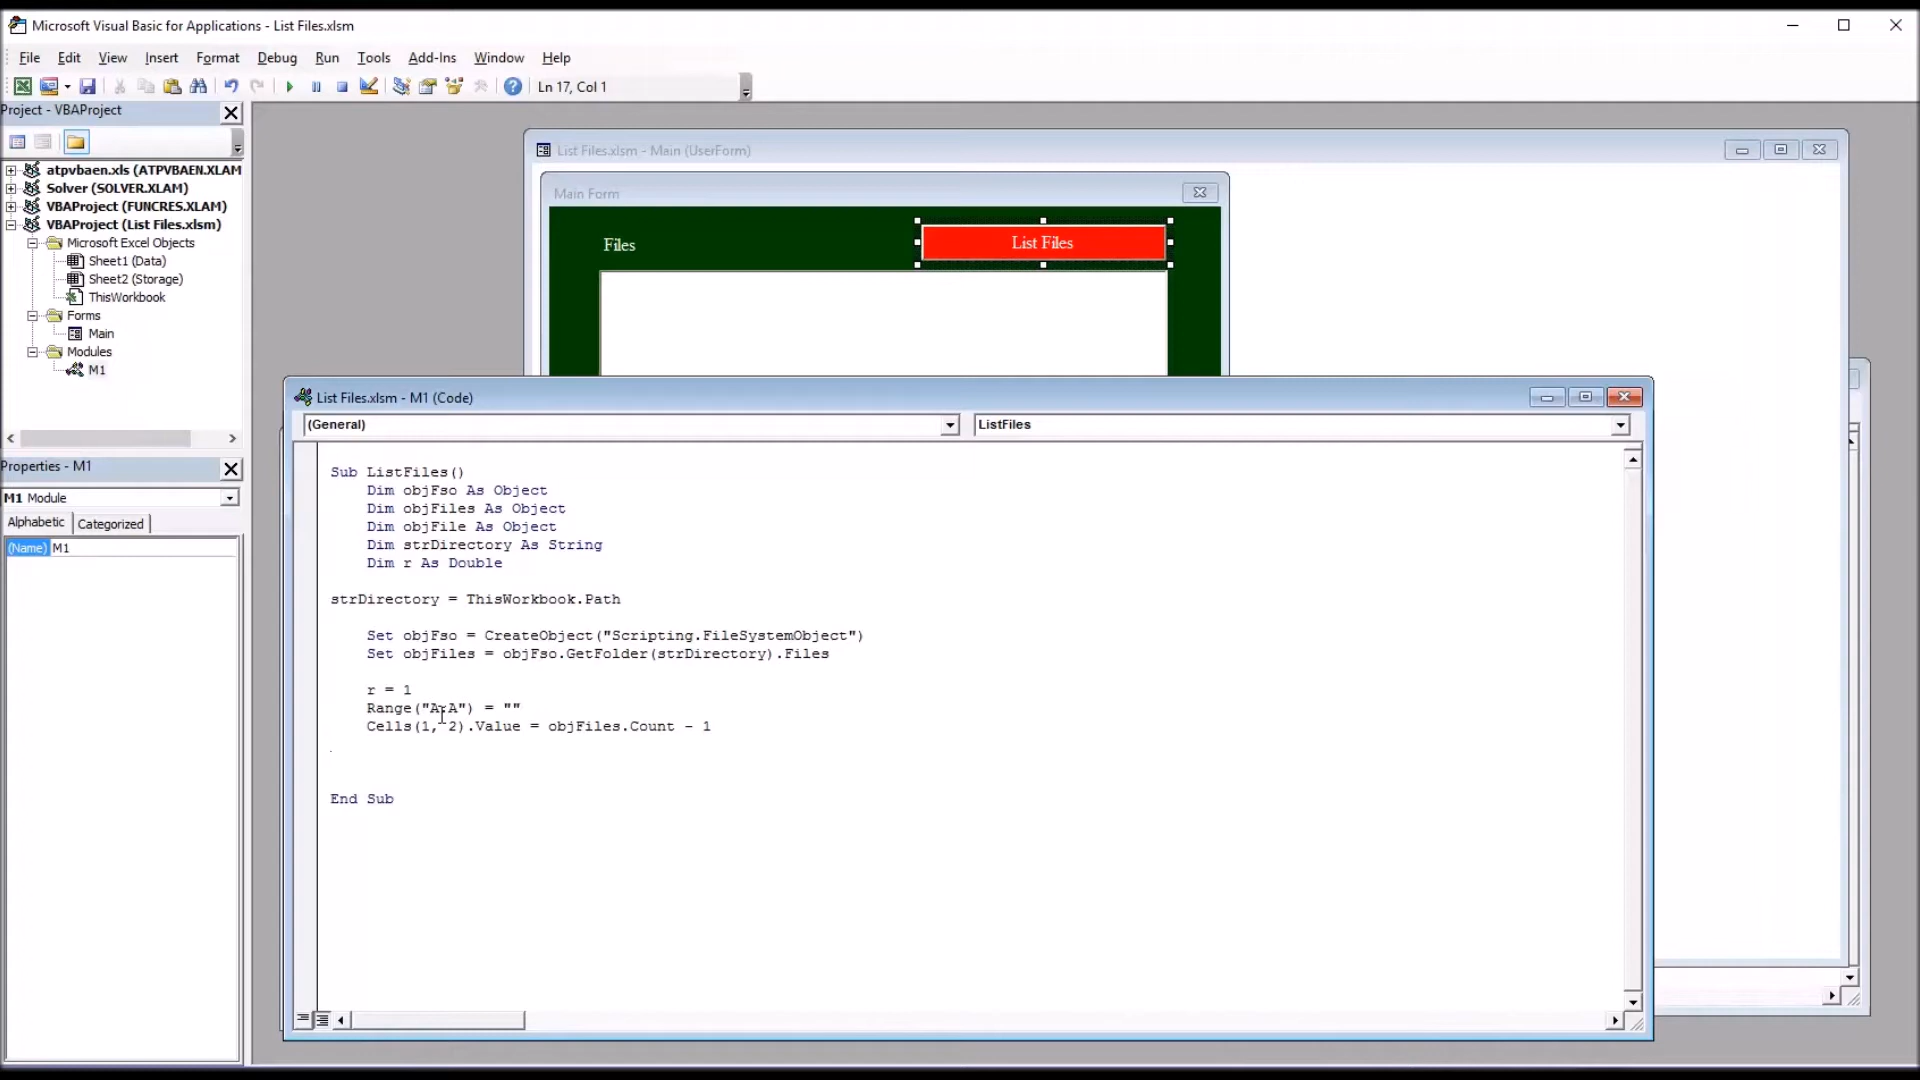 Microsoft Visual Basic for Applications - List Files.xlsm
File Edit View Insert Format Debug Run Tools Add-Ins Window Help
Ln 17, Col 1
Project - VBAProject
atpvbaen.xls (ATPVBAEN.XLAM
Solver (SOLVER.XLAM)
VBAProject (FUNCRES.XLAM)
VBAProject (List Files.xlsm)
Microsoft Excel Objects
Sheet1 (Data)
Sheet2 (Storage)
ThisWorkbook
Forms
Main
Modules
M1
Properties - M1
M1 Module
Alphabetic Categorized
(Name) M1
List Files.xlsm - Main (UserForm)
Main Form
Files
List Files
List Files.xlsm - M1 (Code)
(General)
ListFiles
Sub ListFiles()
Dim objFso As Object
Dim objFiles As Object
Dim objFile As Object
Dim strDirectory As String
Dim r As Double
strDirectory = ThisWorkbook.Path
Set objFso = CreateObject("Scripting.FileSystemObject")
Set objFiles = objFso.GetFolder(strDirectory).Files
r = 1
Range("A:A") = ""
Cells(1, 2).Value = objFiles.Count - 1
End Sub